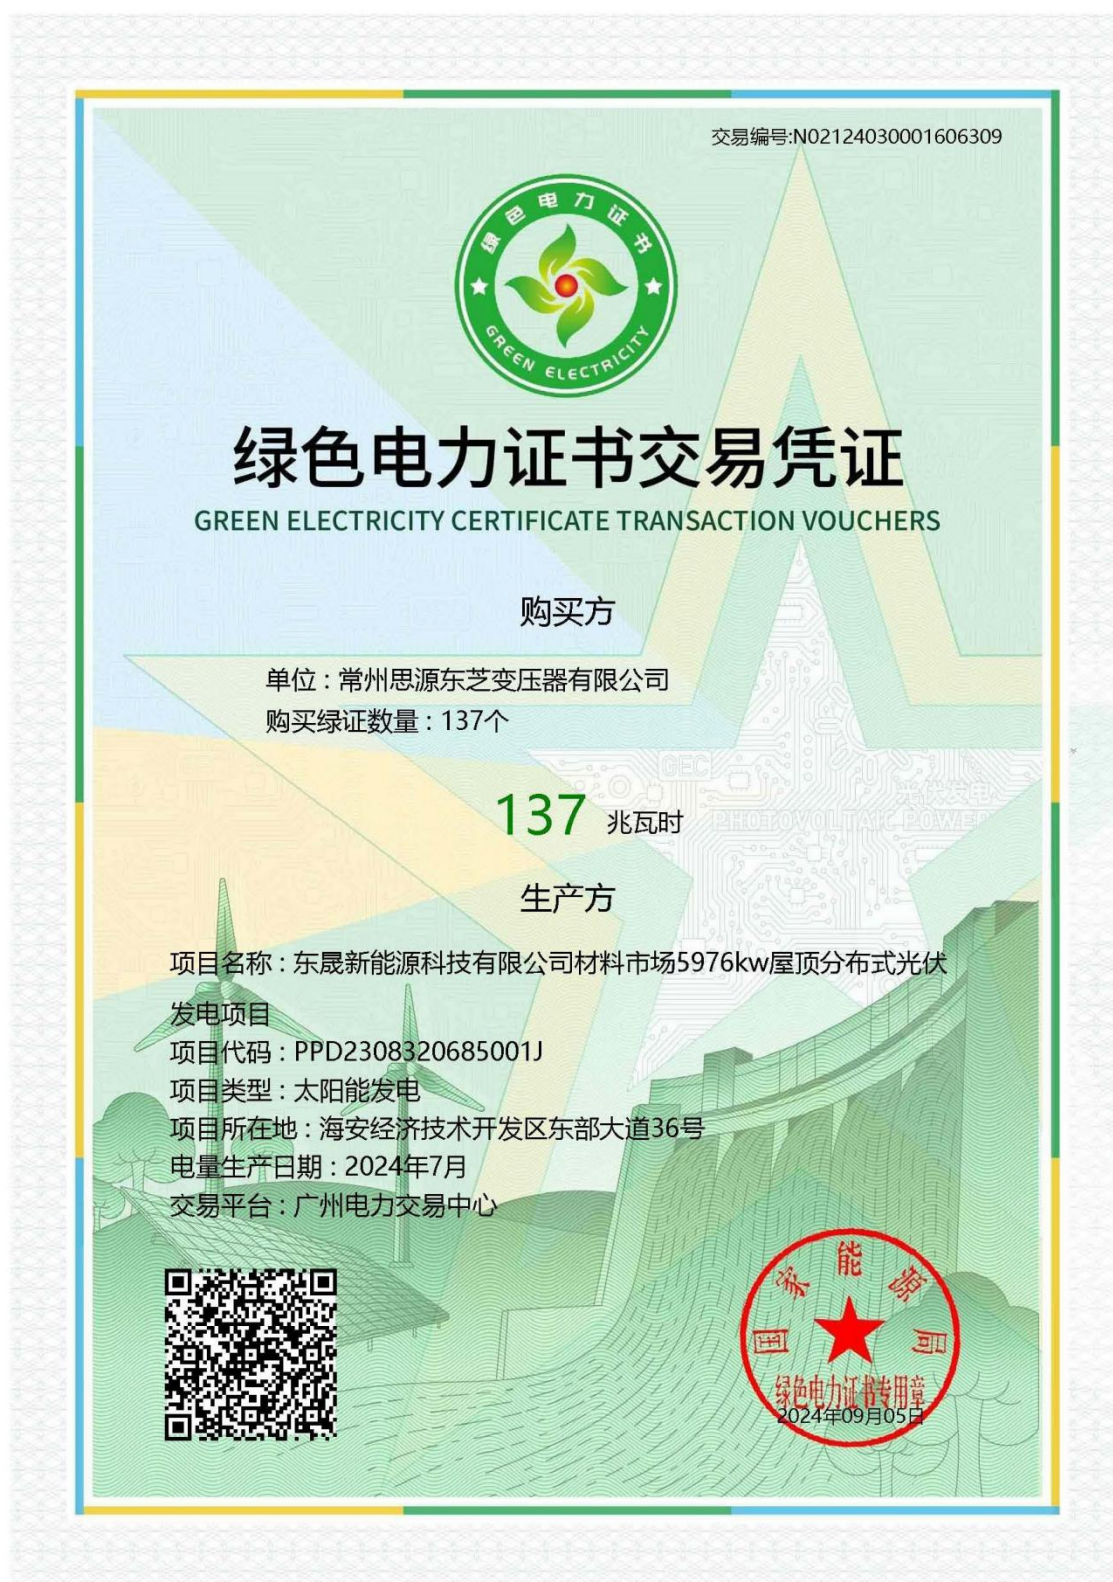 交易编号:N02124030001606309
绿色电力证书
GREEN ELECTRICITY
绿色电力证书交易凭证
GREEN ELECTRICITY CERTIFICATE TRANSACTION VOUCHERS
购买方
单位：常州思源东芝变压器有限公司
购买绿证数量：137个
GEC
光伏发电
137 兆瓦时
PHOTOVOLTAIC POWER
生产方
项目名称：东晟新能源科技有限公司材料市场5976kw屋顶分布式光伏
发电项目
项目代码：PPD2308320685001J
项目类型：太阳能发电
项目所在地：海安经济技术开发区东部大道36号
电量生产日期：2024年7月
交易平台：广州电力交易中心
国家能源局
绿色电力证书专用章
2024年09月05日